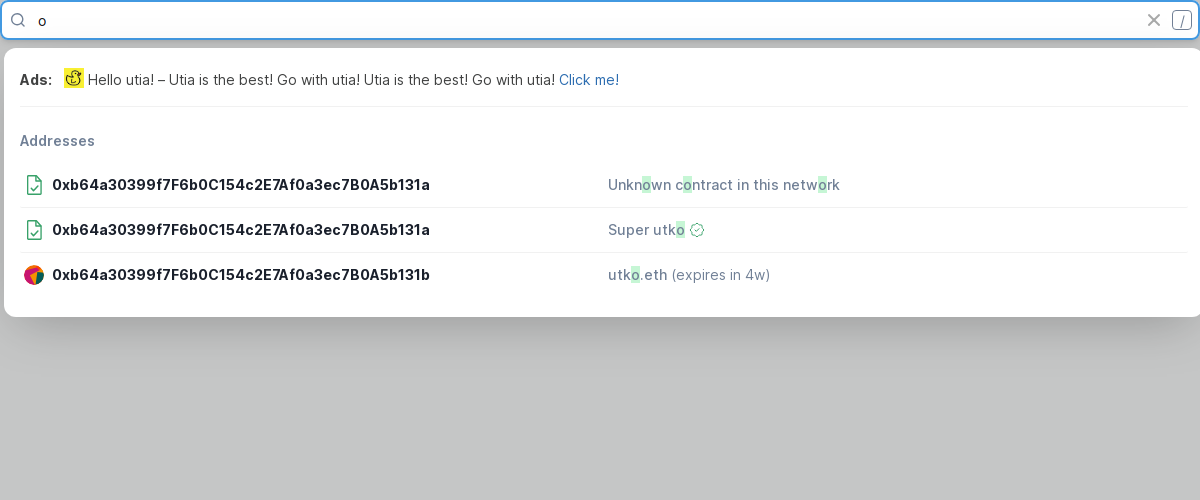 o /
Ads: Hello utia! – Utia is the best! Go with utia! Utia is the best! Go with utia! Click me!
Addresses
0xb64a30399f7F6b0C154c2E7Af0a3ec7B0A5b131a Unknown contract in this network
0xb64a30399f7F6b0C154c2E7Af0a3ec7B0A5b131a Super utko
0xb64a30399f7F6b0C154c2E7Af0a3ec7B0A5b131b utko.eth (expires in 4w)